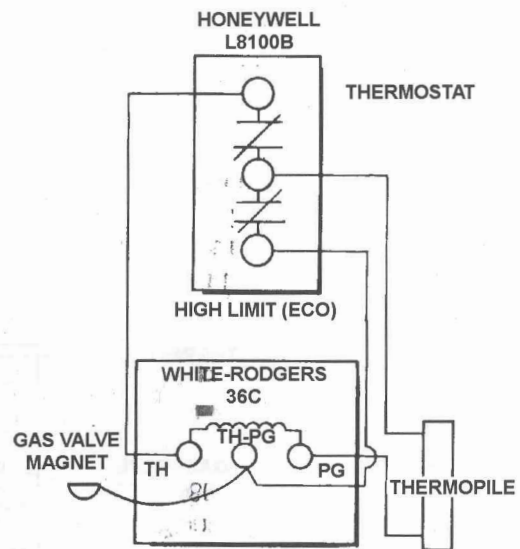 HONEYWELL
L8100B
THERMOSTAT
HIGH LIMIT (ECO)
WHITE-RODGERS
36C
TH-PG
GAS VALVE
MAGNET
TH
PG
THERMOPILE